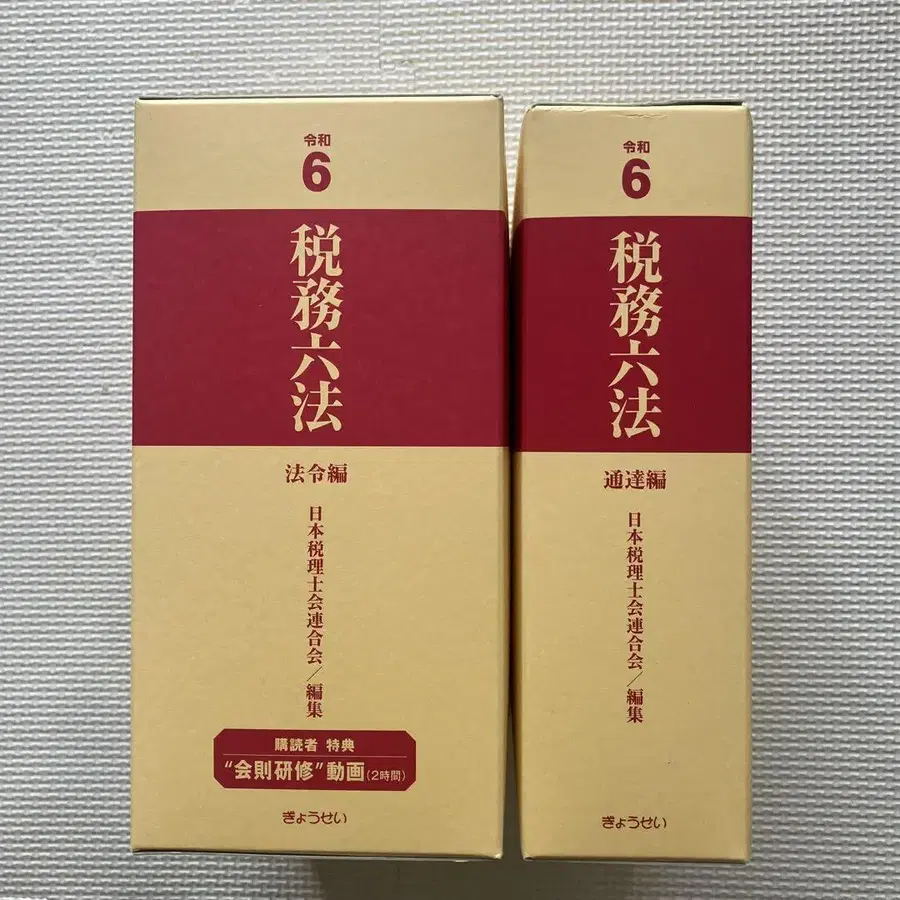 令和
6
税務六法
法令編
日本税理士会連合会/編集
購読者 特典
“会則研修”動画(2時間)
ぎょうせい
令和
6
税務六法
通達編
日本税理士会連合会/編集
ぎょうせい